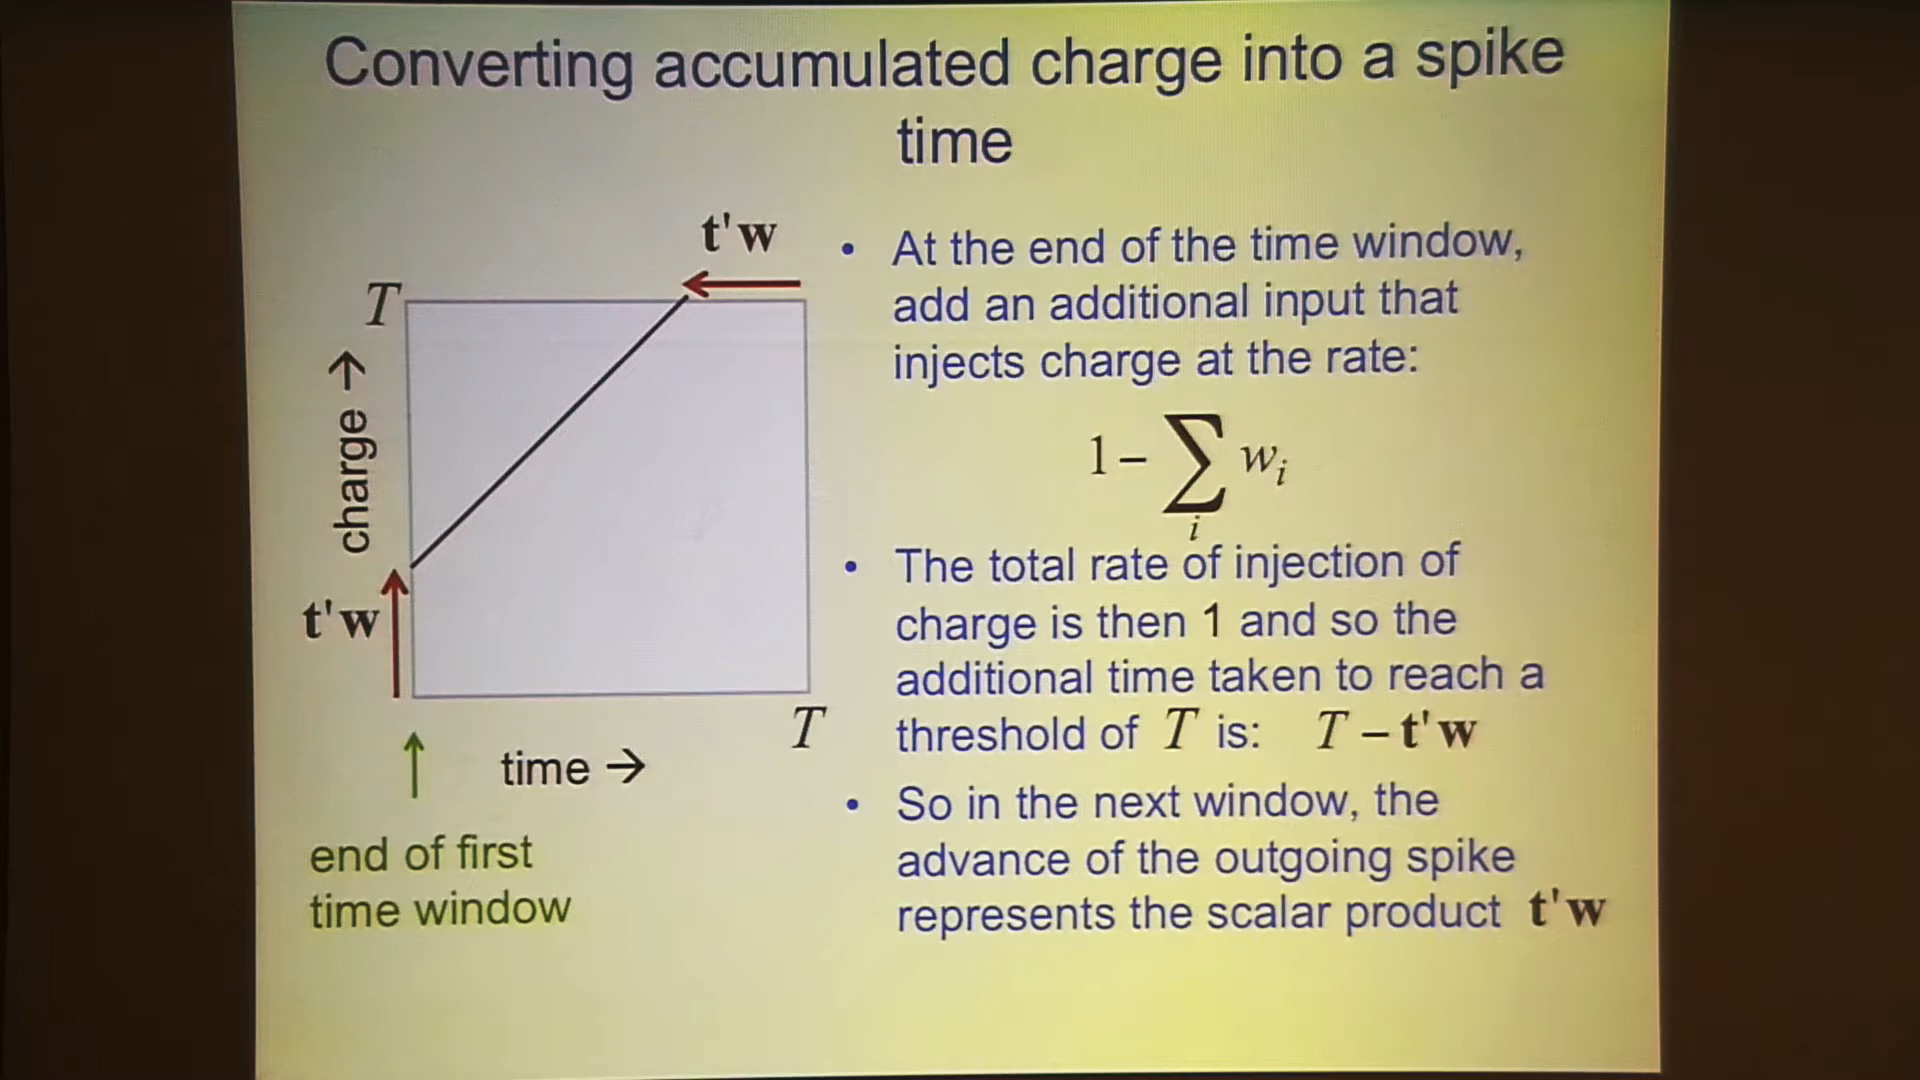 Converting accumulated charge into a spike
time
t'w
T
charge →
t'w
T
time →
end of first
time window
• At the end of the time window,
add an additional input that
injects charge at the rate:
1 – ∑ w_i
i
• The total rate of injection of
charge is then 1 and so the
additional time taken to reach a
threshold of T is: T – t'w
• So in the next window, the
advance of the outgoing spike
represents the scalar product t'w